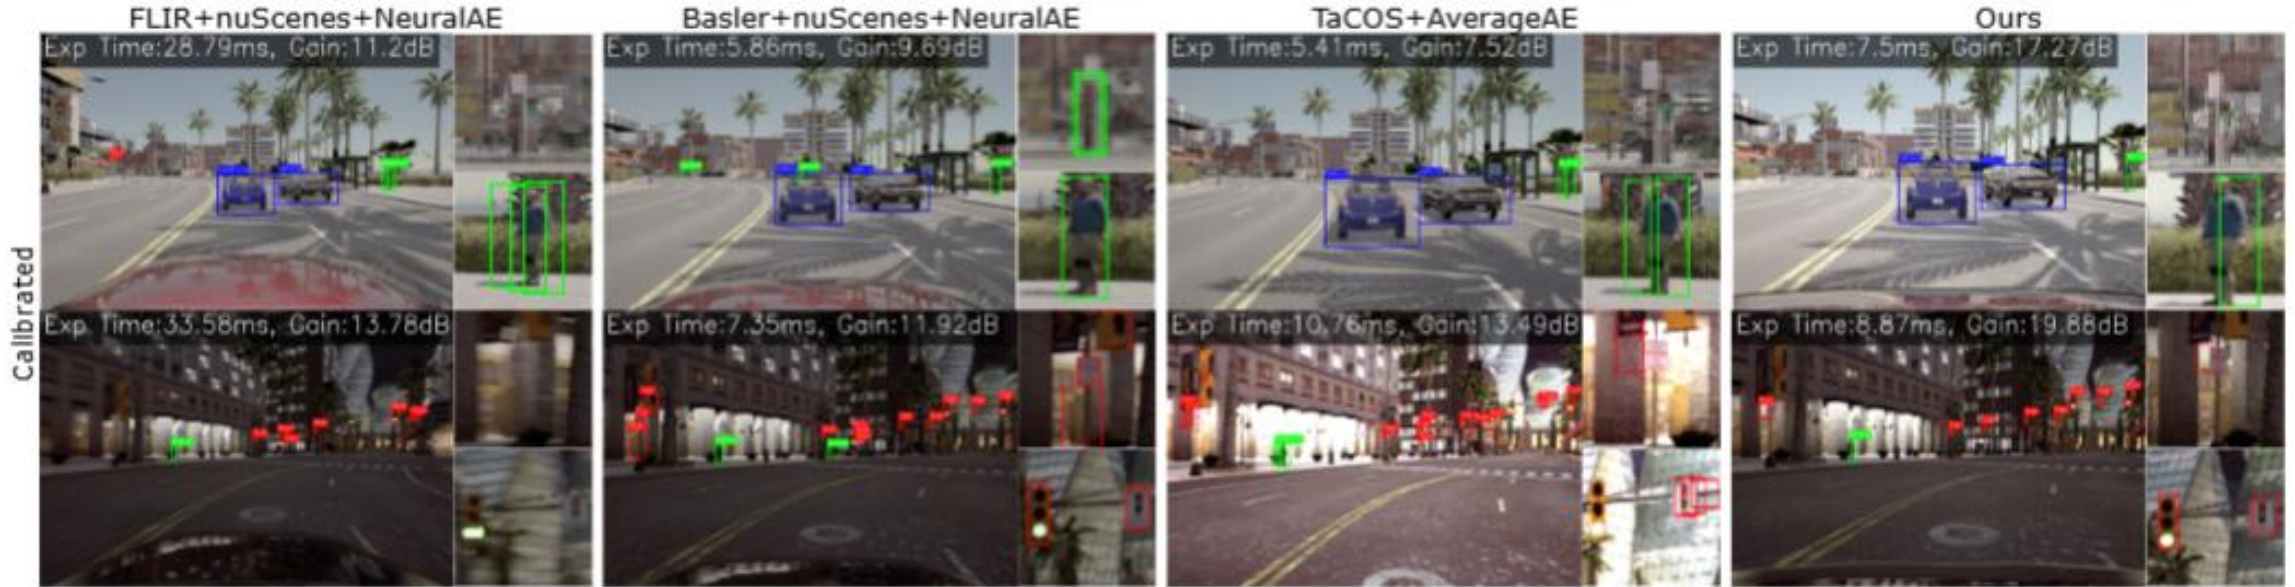 FLIR+nuScenes+NeuralAE
Basler+nuScenes+NeuralAE
TaCOS+AverageAE
Ours
Exp Time:28.79ms, Gain:11.2dB
Exp Time:5.86ms, Gain:9.69dB
Exp Time:5.41ms, Gain:7.52dB
Exp Time:7.5ms, Gain:17.27dB
Calibrated
Exp Time:33.58ms, Gain:13.78dB
Exp Time:7.35ms, Gain:11.92dB
Exp Time:10.76ms, Gain:13.49dB
Exp Time:8.87ms, Gain:19.88dB